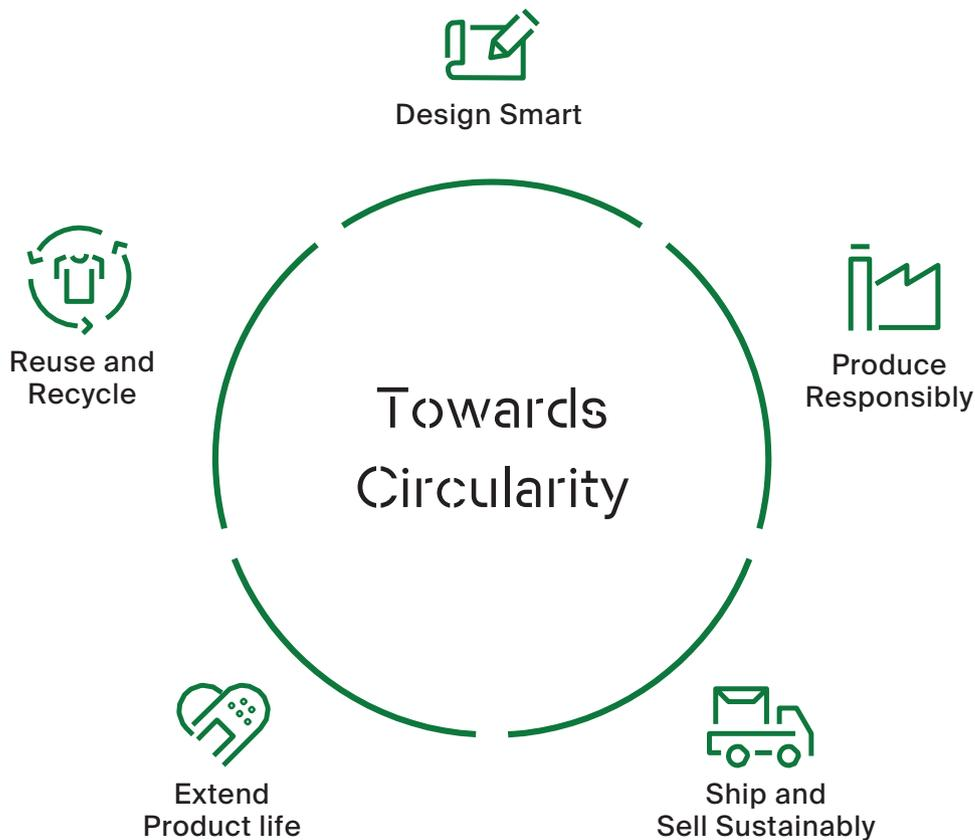 Design Smart
Reuse and
Recycle
Produce
Responsibly
Towards
Circularity
Extend
Product life
Ship and
Sell Sustainably